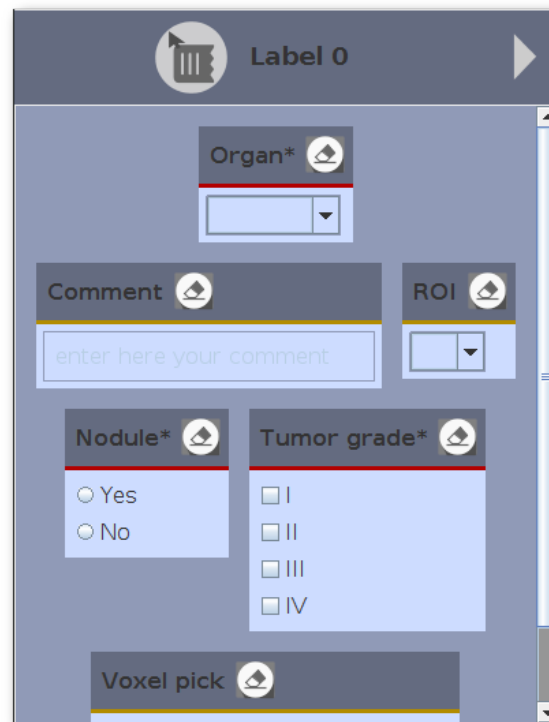 Label 0
Organ*
Comment
ROI
enter here your comment
Nodule*
Tumor grade*
Yes
No
I
II
III
IV
Voxel pick